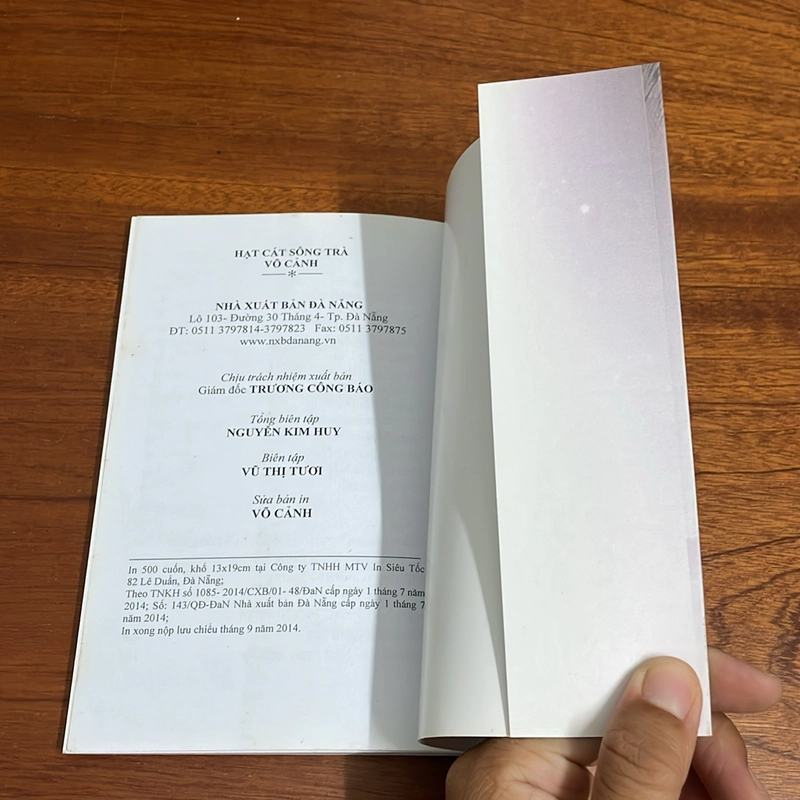 HẠT CÁT SÔNG TRÀ
VÕ CẢNH
NHÀ XUẤT BẢN ĐÀ NẴNG
Lô 103- Đường 30 Tháng 4- Tp. Đà Nẵng
ĐT: 0511 3797814-3797823 Fax: 0511 3797875
www.nxbdanang.vn
Chịu trách nhiệm xuất bản
Giám đốc TRƯƠNG CÔNG BÁO
Tổng biên tập
NGUYỄN KIM HUY
Biên tập
VŨ THỊ TƯƠI
Sửa bản in
VÕ CẢNH
In 500 cuốn, khổ 13x19cm tại Công ty TNHH MTV In Siêu Tốc
82 Lê Duẩn, Đà Nẵng;
Theo TNKH số 1085- 2014/CXB/01- 48/ĐaN cấp ngày 1 tháng 7 năm
2014; Số: 143/QĐ-ĐaN Nhà xuất bản Đà Nẵng cấp ngày 1 tháng 7
năm 2014;
In xong nộp lưu chiểu tháng 9 năm 2014.